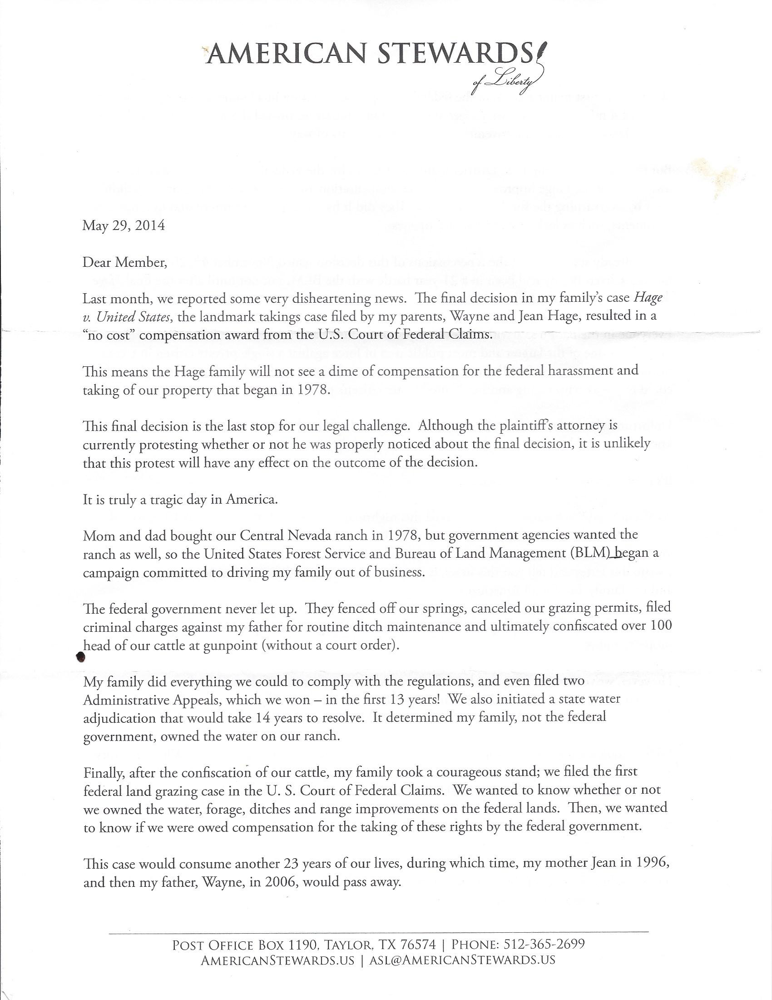 AMERICAN STEWARDS
of Liberty
May 29, 2014
Dear Member,
Last month, we reported some very disheartening news.  The final decision in my family's case Hage
v. United States, the landmark takings case filed by my parents, Wayne and Jean Hage, resulted in a
“no cost” compensation award from the U.S. Court of Federal Claims.
This means the Hage family will not see a dime of compensation for the federal harassment and
taking of our property that began in 1978.
This final decision is the last stop for our legal challenge.  Although the plaintiff's attorney is
currently protesting whether or not he was properly noticed about the final decision, it is unlikely
that this protest will have any effect on the outcome of the decision.
It is truly a tragic day in America.
Mom and dad bought our Central Nevada ranch in 1978, but government agencies wanted the
ranch as well, so the United States Forest Service and Bureau of Land Management (BLM) began a
campaign committed to driving my family out of business.
The federal government never let up.  They fenced off our springs, canceled our grazing permits, filed
criminal charges against my father for routine ditch maintenance and ultimately confiscated over 100
head of our cattle at gunpoint (without a court order).
My family did everything we could to comply with the regulations, and even filed two
Administrative Appeals, which we won – in the first 13 years!  We also initiated a state water
adjudication that would take 14 years to resolve.  It determined my family, not the federal
government, owned the water on our ranch.
Finally, after the confiscation of our cattle, my family took a courageous stand; we filed the first
federal land grazing case in the U. S. Court of Federal Claims.  We wanted to know whether or not
we owned the water, forage, ditches and range improvements on the federal lands.  Then, we wanted
to know if we were owed compensation for the taking of these rights by the federal government.
This case would consume another 23 years of our lives, during which time, my mother Jean in 1996,
and then my father, Wayne, in 2006, would pass away.
POST OFFICE BOX 1190, TAYLOR, TX 76574 | PHONE: 512-365-2699
AMERICANSTEWARDS.US | ASL@AMERICANSTEWARDS.US